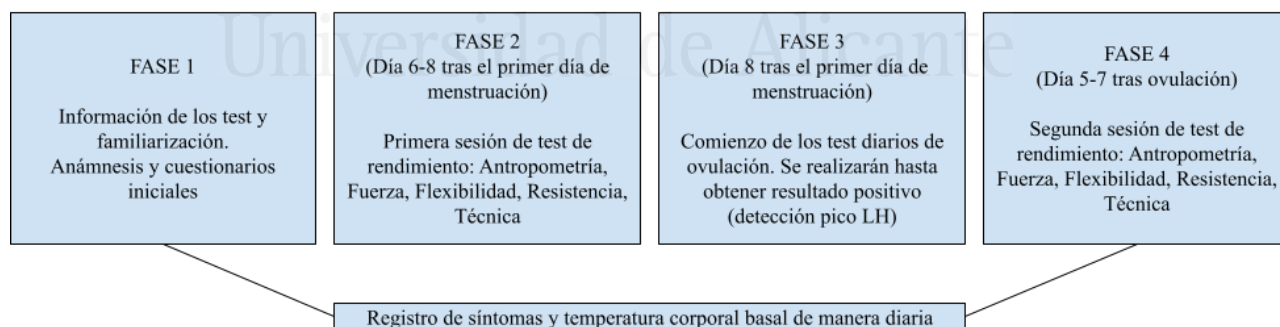 Universidad de Alicante
FASE 1
Información de los test y
familiarización.
Anámnesis y cuestionarios
iniciales
FASE 2
(Día 6-8 tras el primer día de
menstruación)
Primera sesión de test de
rendimiento: Antropometría,
Fuerza, Flexibilidad, Resistencia,
Técnica
FASE 3
(Día 8 tras el primer día de
menstruación)
Comienzo de los test diarios de
ovulación. Se realizarán hasta
obtener resultado positivo
(detección pico LH)
FASE 4
(Día 5-7 tras ovulación)
Segunda sesión de test de
rendimiento: Antropometría,
Fuerza, Flexibilidad, Resistencia,
Técnica
Registro de síntomas y temperatura corporal basal de manera diaria